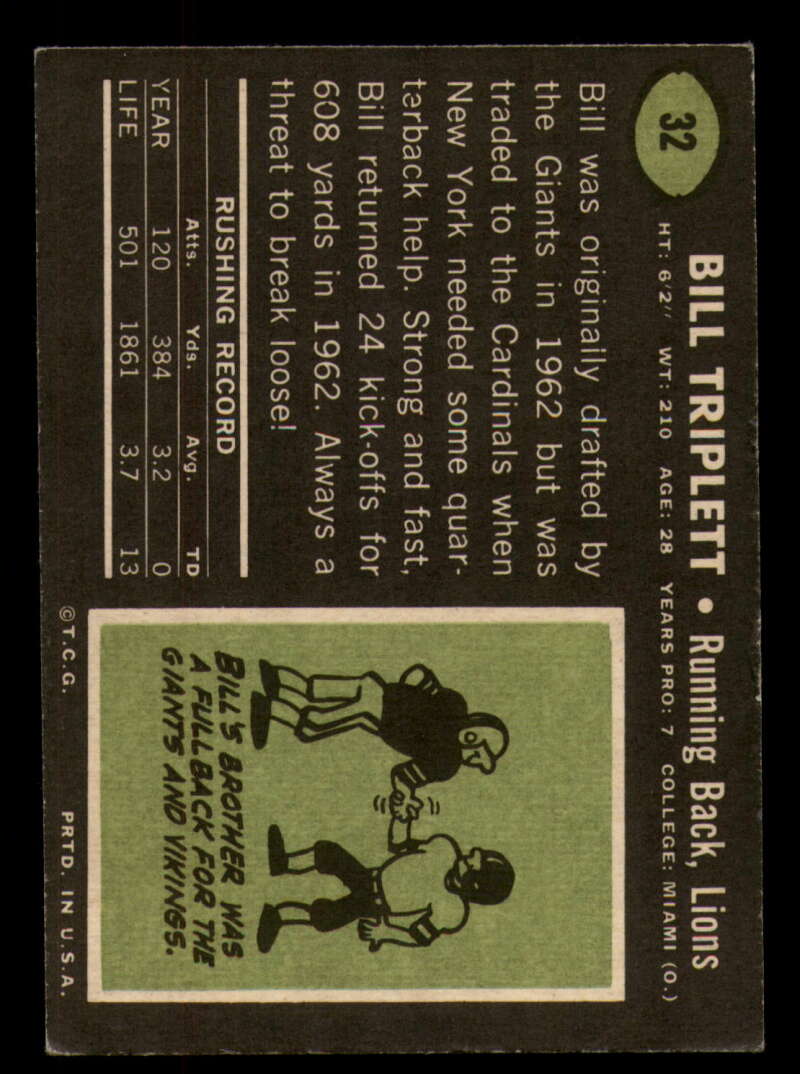 32
BILL TRIPLETT • Running Back, Lions
HT: 6'2" WT: 210 AGE: 28 YEARS PRO: 7 COLLEGE: MIAMI (O.)
Bill was originally drafted by
the Giants in 1962 but was
traded to the Cardinals when
New York needed some quar-
terback help. Strong and fast,
Bill returned 24 kick-offs for
608 yards in 1962. Always a
threat to break loose!
RUSHING RECORD
Atts. Yds. Avg. TD
YEAR 120 384 3.2 0
LIFE 501 1861 3.7 13
BILL'S BROTHER WAS
A FULLBACK FOR THE
GIANTS AND VIKINGS.
©T.C.G. PRTD. IN U.S.A.